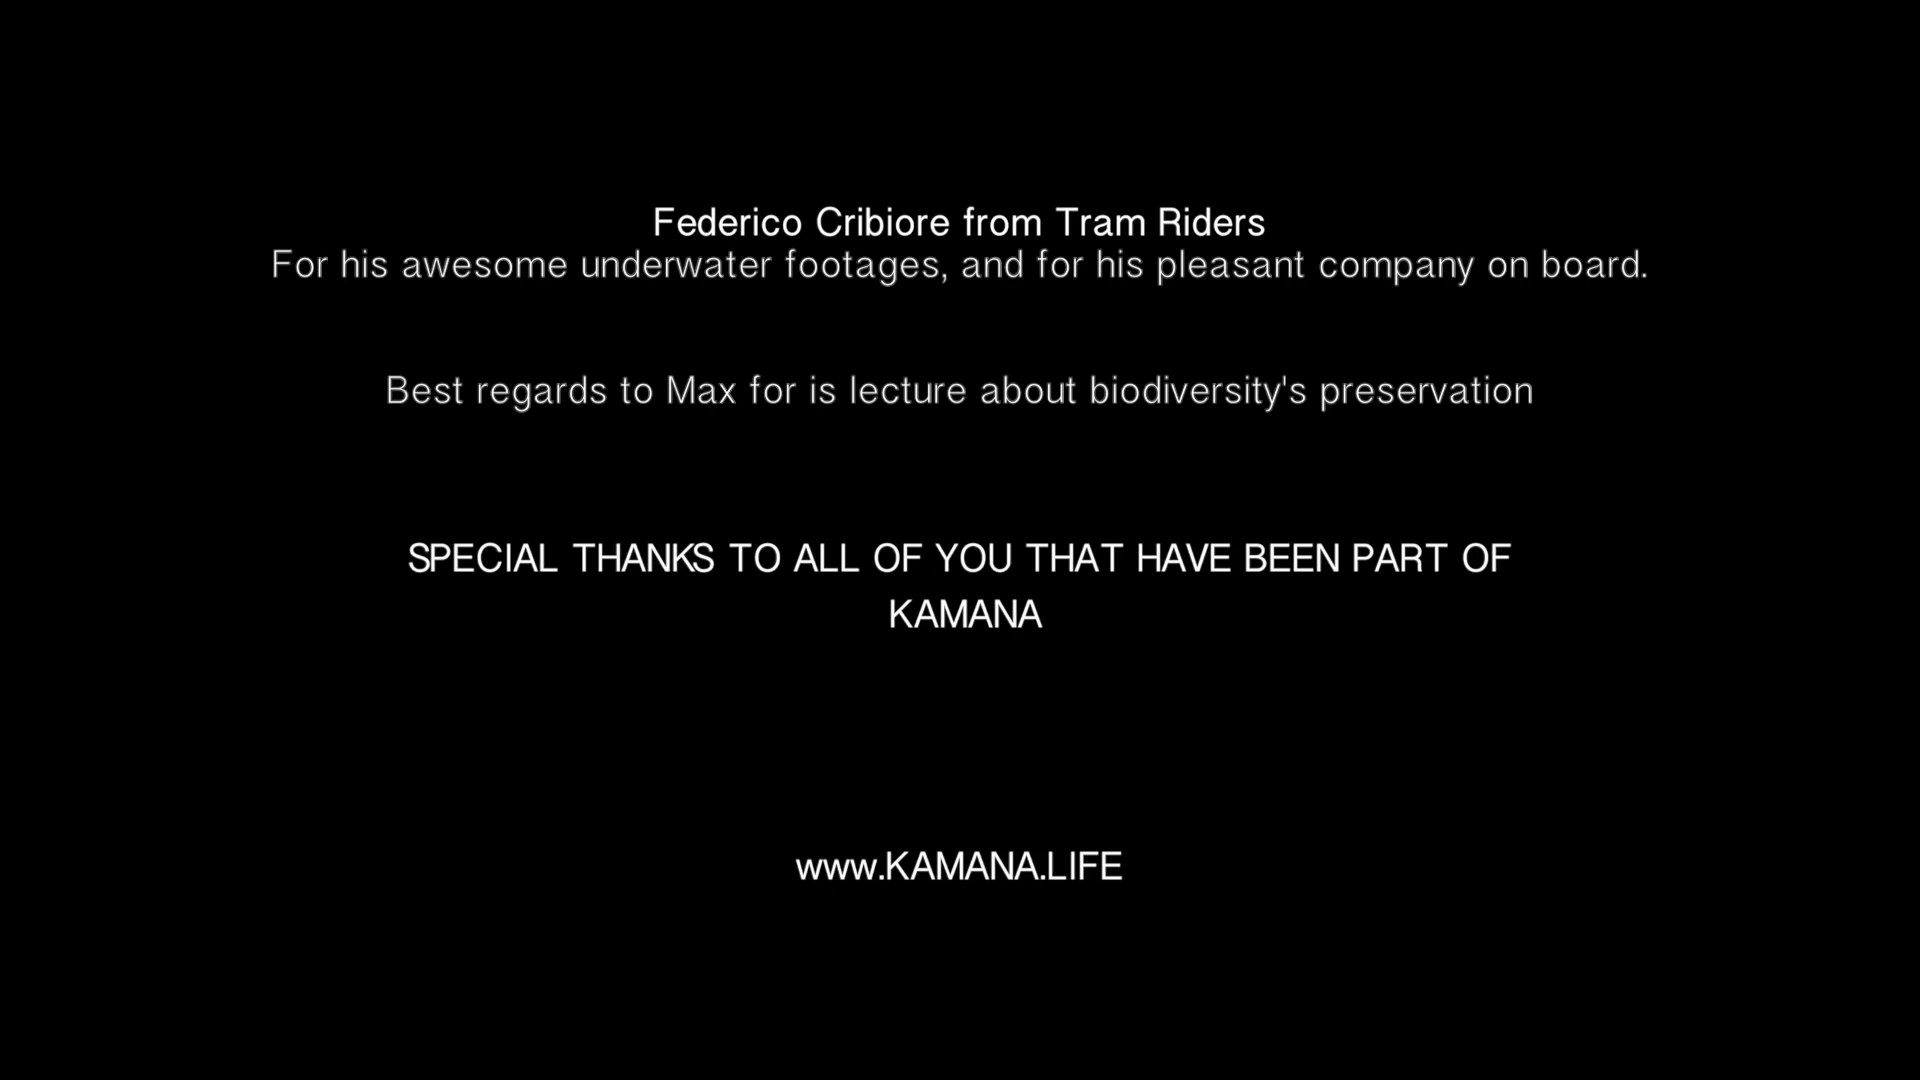 Federico Cribiore from Tram Riders
For his awesome underwater footages, and for his pleasant company on board.
Best regards to Max for is lecture about biodiversity's preservation
SPECIAL THANKS TO ALL OF YOU THAT HAVE BEEN PART OF
KAMANA
www.KAMANA.LIFE